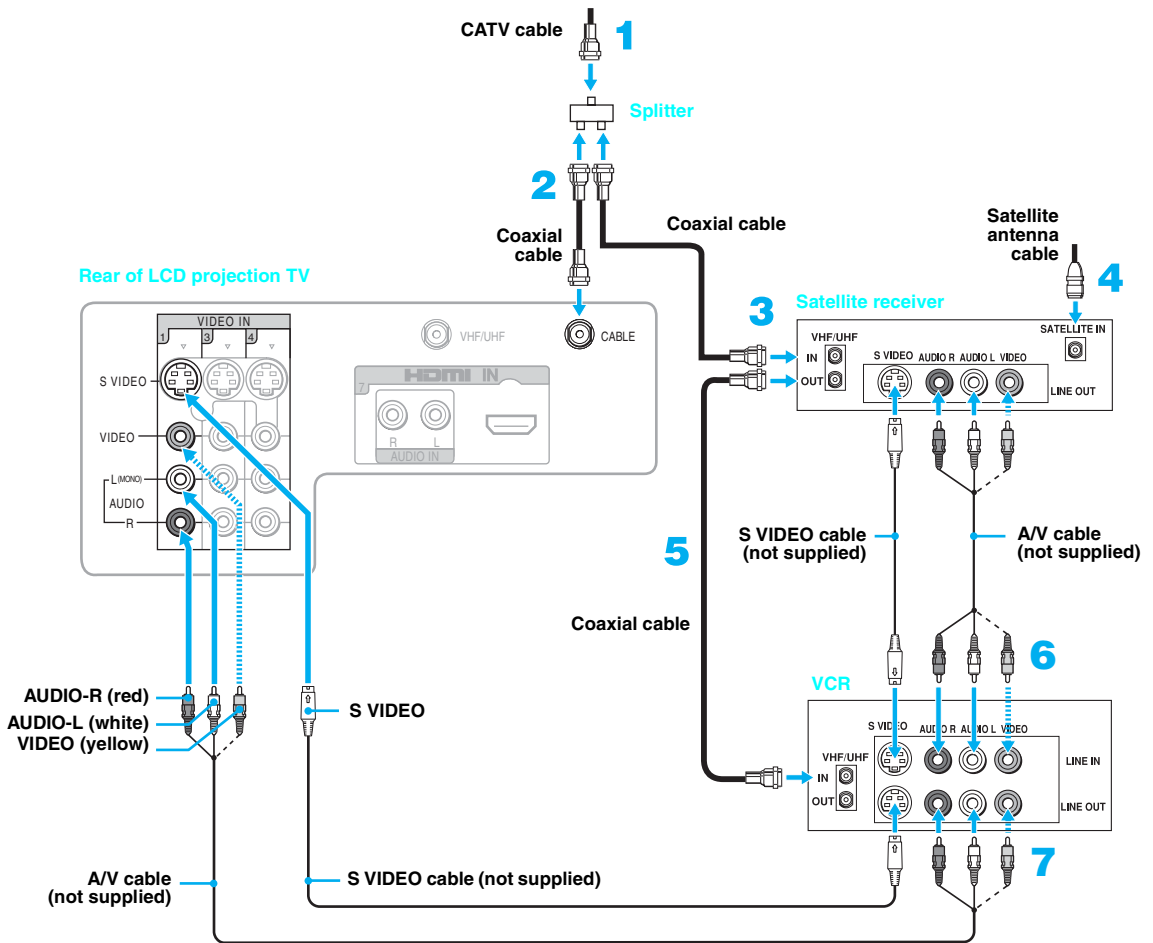 CATV cable
1
Splitter
2
Coaxial
cable
Coaxial cable
Satellite
antenna
cable
4
Rear of LCD projection TV
3
Satellite receiver
VIDEO IN
1
3
4
S VIDEO
VIDEO
L(MONO)
AUDIO
R
VHF/UHF
CABLE
7
HDMI IN
R
L
AUDIO IN
VHF/UHF
IN
OUT
SATELLITE IN
S VIDEO
AUDIO R
AUDIO L
VIDEO
LINE OUT
5
S VIDEO cable
(not supplied)
A/V cable
(not supplied)
Coaxial cable
6
VCR
AUDIO-R (red)
AUDIO-L (white)
VIDEO (yellow)
S VIDEO
S VIDEO
AUDIO R
AUDIO L
VIDEO
VHF/UHF
IN
OUT
LINE IN
LINE OUT
7
A/V cable
(not supplied)
S VIDEO cable (not supplied)